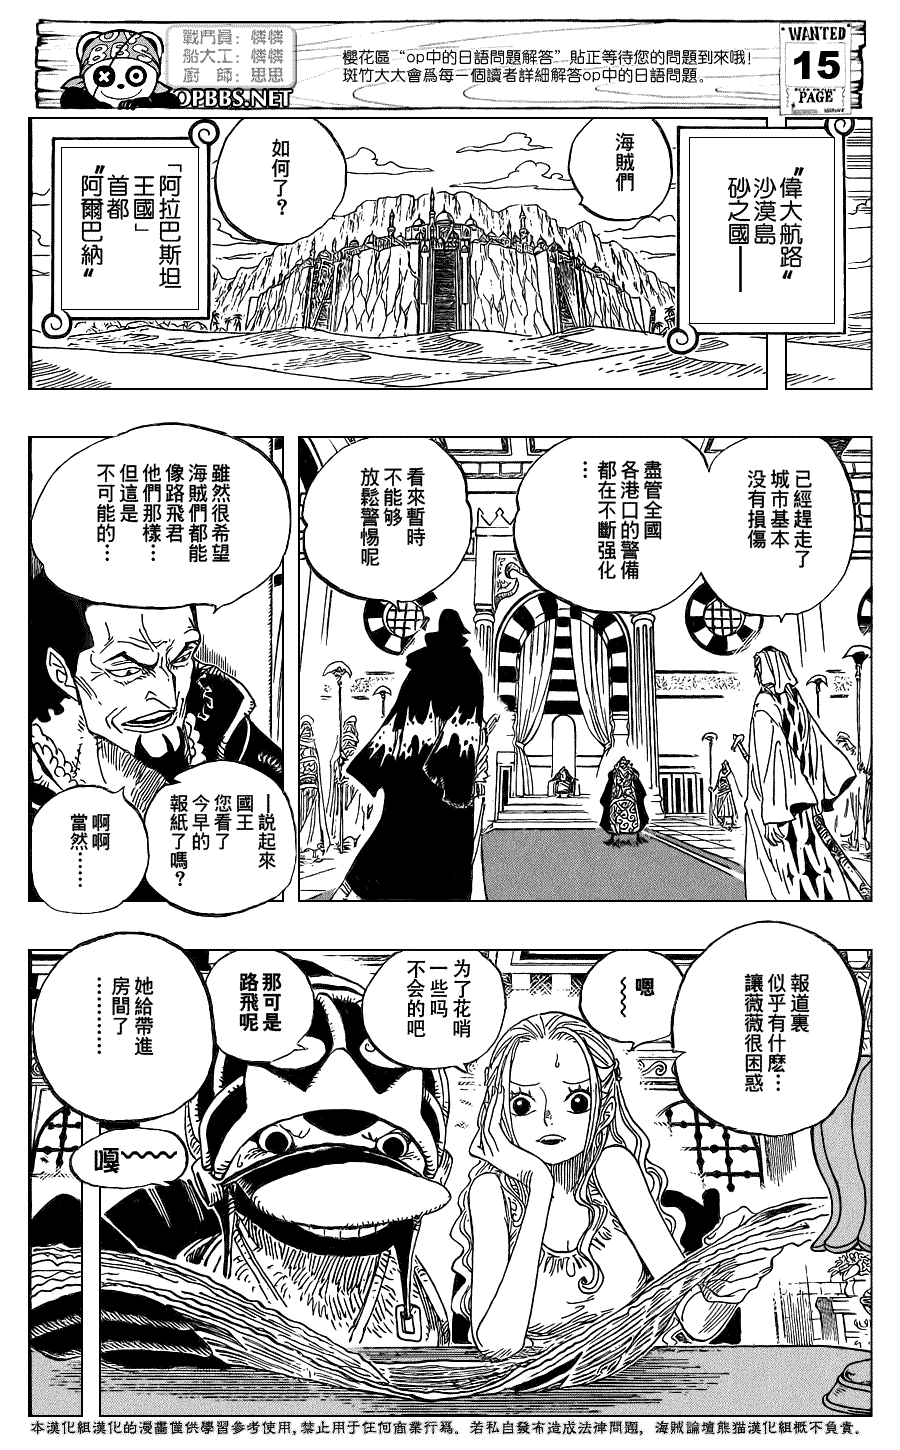 戰鬥員：憐憐
船大工：憐憐
廚　師：思思
OPBBS.NET
櫻花區“op中的日語問題解答”貼正等待您的問題到來哦!
斑竹大大會爲每一個讀者詳細解答op中的日語問題。
WANTED
15
PAGE
“偉大航路”
沙漠島
砂之國——
海賊們
如何了？
「阿拉巴斯坦
王國」
首都
“阿爾巴納”
已經趕走了
城市基本
没有損傷
盡管全國
各港口的警備
都在不斷强化
…
看來暫時
不能够
放鬆警惕呢
雖然很希望
海賊們都能
像路飛君
他們那樣…
但這是
不可能的…
—説起來
國王
您看了
今早的
報紙了嗎？
啊啊
當然……
報道裏
似乎有什麽…
讓薇薇很困惑
嗯
～～
为了花哨
一些吗
不会的吧
那可是
路飛呢
她給帶進
房間了
…………
嘎～～～
本漢化組漢化的漫畫僅供學習參考使用,禁止用于任何商業行爲。若私自發布造成法律問題，海賊論壇熊猫漢化組概不負責。